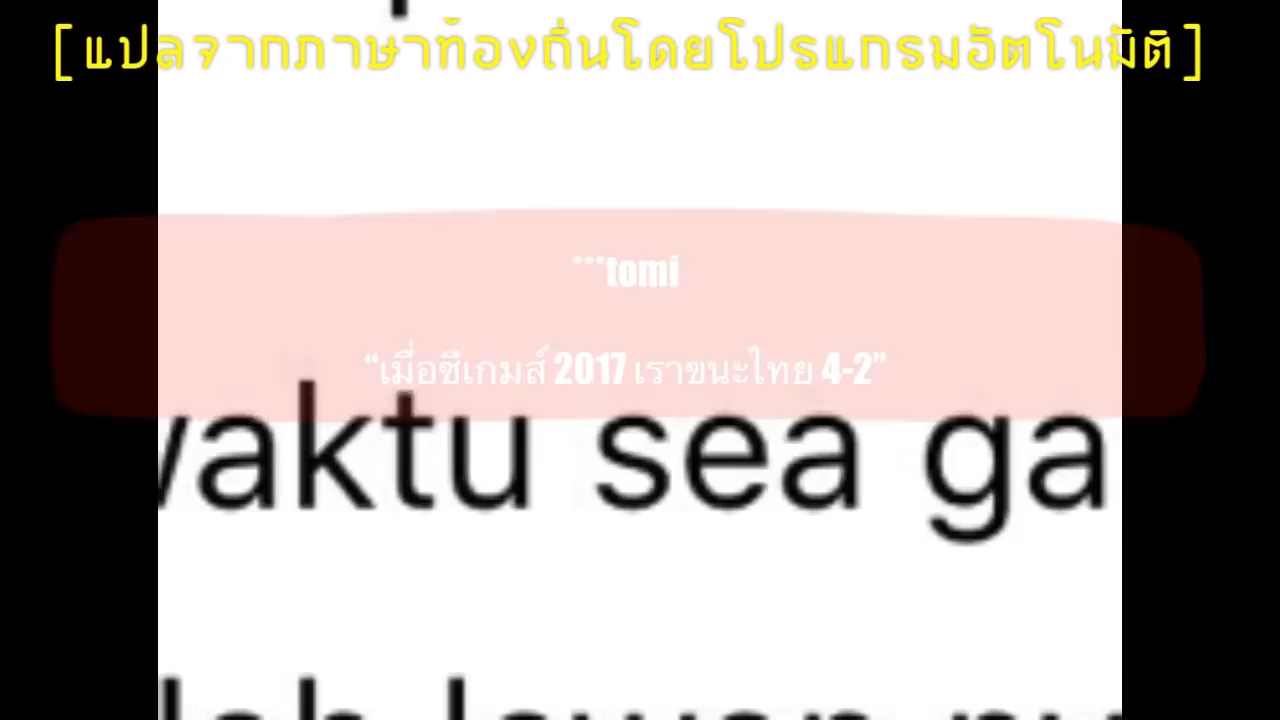 [แปลจากภาษาท้องถิ่นโดยโปรแกรมอัตโนมัติ]
***tomi
“เมื่อซีเกมส์ 2017 เราชนะไทย 4-2”
waktu sea ga